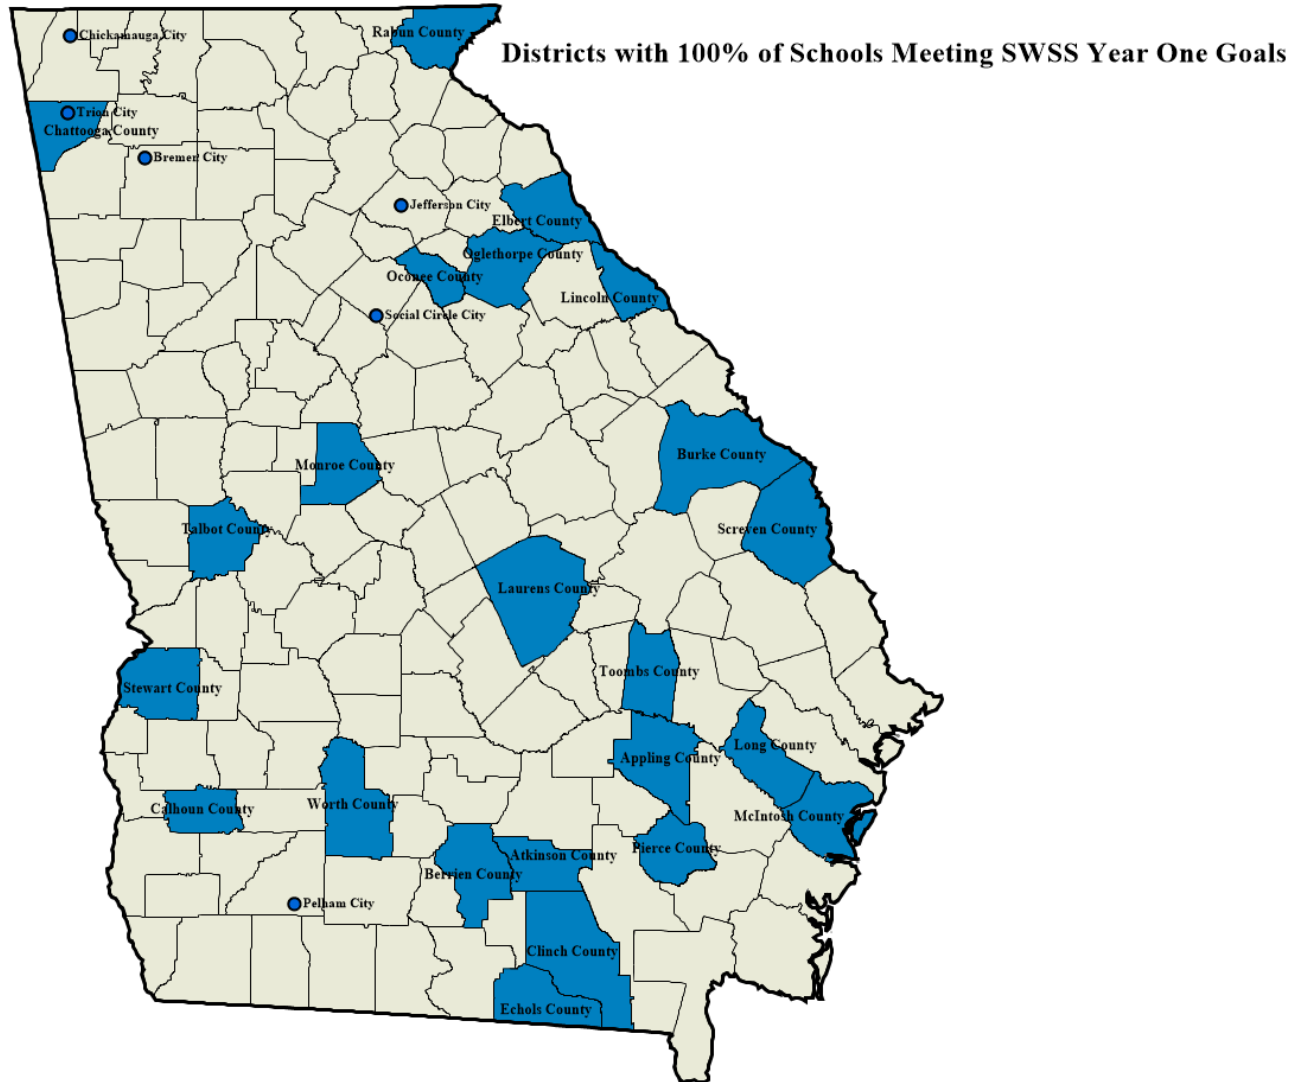 Rabun County
Chickamauga City
Districts with 100% of Schools Meeting SWSS Year One Goals
Trion City
Chattooga County
Bremer City
Jefferson City
Elbert County
Oglethorpe County
Oconee County
Lincoln County
Social Circle City
Burke County
Monroe County
Talbot County
Screven County
Laurens County
Toombs County
Stewart County
Long County
Appling County
Worth County
Calhoun County
McIntosh County
Pierce County
Atkinson County
Berrien County
Pelham City
Clinch County
Echols County